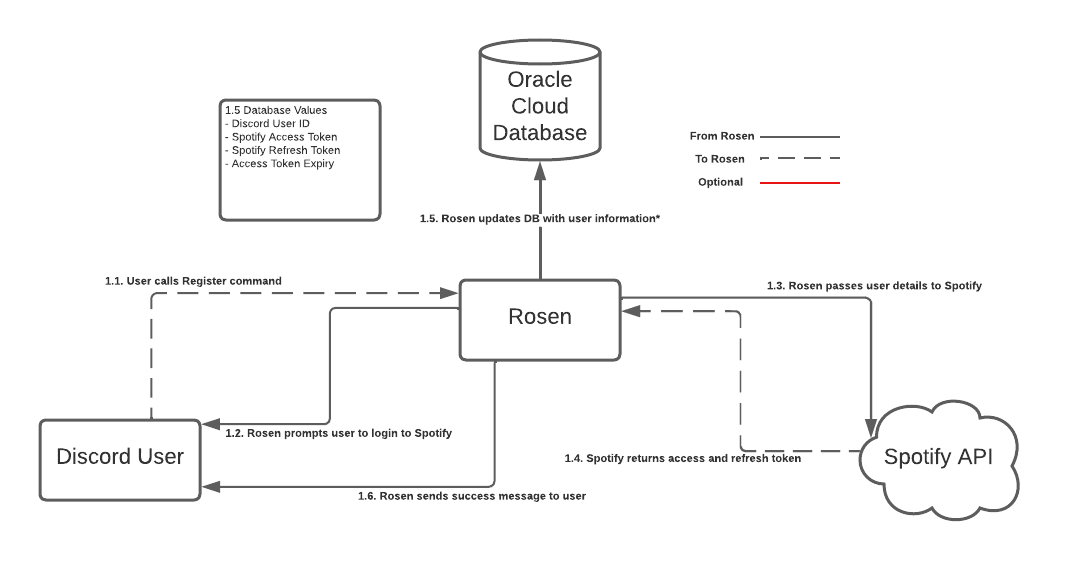 Oracle
Cloud
Database
1.5 Database Values
- Discord User ID
- Spotify Access Token
- Spotify Refresh Token
- Access Token Expiry
From Rosen
To Rosen
Optional
1.5. Rosen updates DB with user information*
1.1. User calls Register command
1.3. Rosen passes user details to Spotify
Rosen
1.2. Rosen prompts user to login to Spotify
Discord User
Spotify API
1.4. Spotify returns access and refresh token
1.6. Rosen sends success message to user